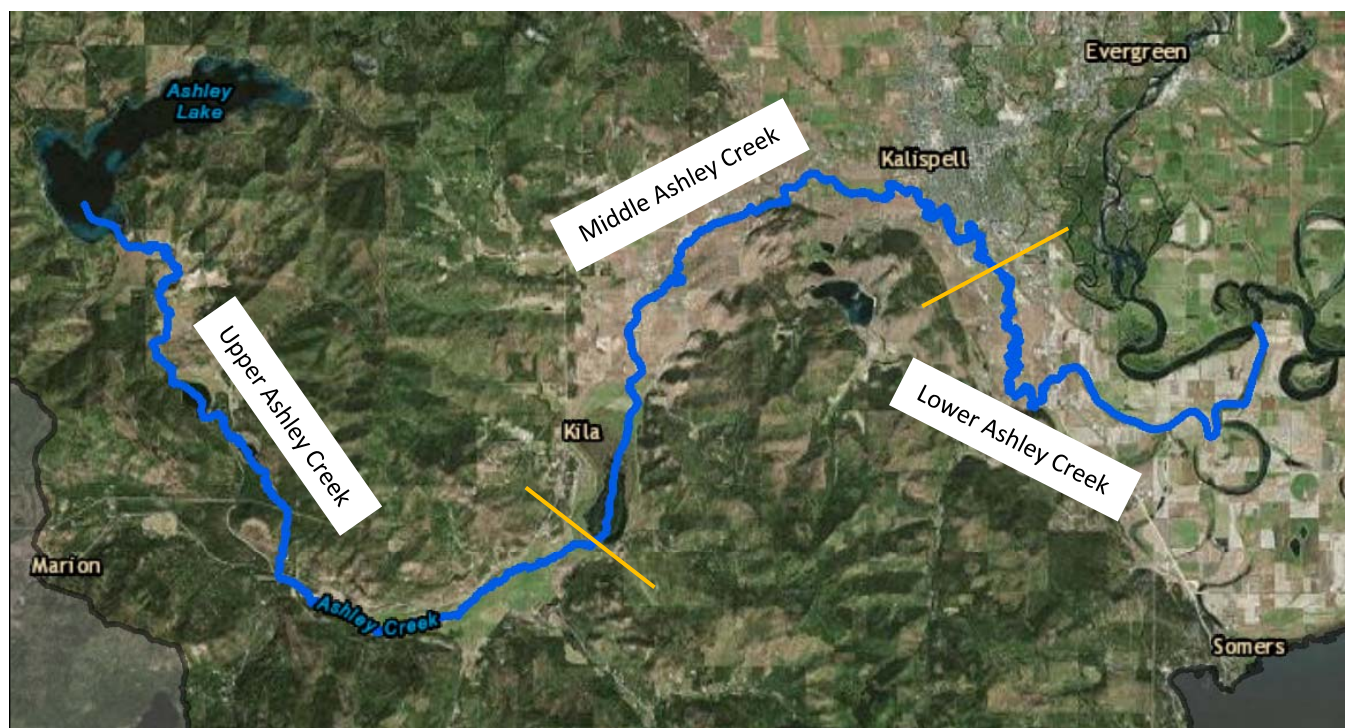 Evergreen
Ashley
Lake
Middle Ashley Creek
Kalispell
Upper Ashley Creek
Lower Ashley Creek
Kila
Marion
Ashley Creek
Somers